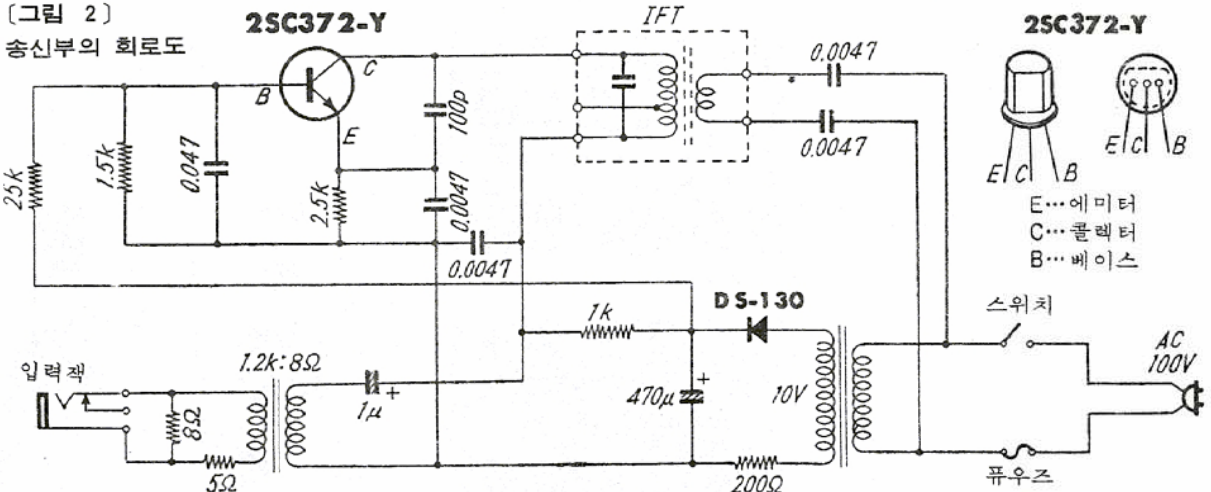 〔그림 2〕
송신부의 회로도
2SC372-Y
IFT
2SC372-Y
0.0047
0.0047
B
C
E
100p
25k
1.5k
0.047
2.5k
0.0047
0.0047
E C B
E C B
E…에미터
C…콜렉터
B…베이스
DS-130
1k
스위치
AC
100V
입력잭
1.2k:8Ω
1μ
+
470μ
+
10V
8Ω
5Ω
200Ω
퓨우즈